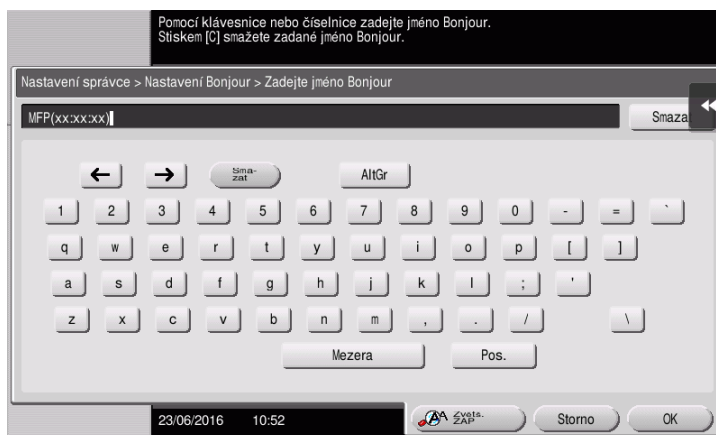 Pomocí klávesnice nebo číselnice zadejte jméno Bonjour.
Stiskem [C] smažete zadané jméno Bonjour.
Nastavení správce > Nastavení Bonjour > Zadejte jméno Bonjour
MFP(xx:xx:xx)
Smaza
← → Sma-
zat AltGr
1 2 3 4 5 6 7 8 9 0 - = `
q w e r t y u i o p [ ]
a s d f g h j k l ; '
z x c v b n m , . / \
Mezera Pos.
23/06/2016 10:52 Zvets.
ZAP Storno OK